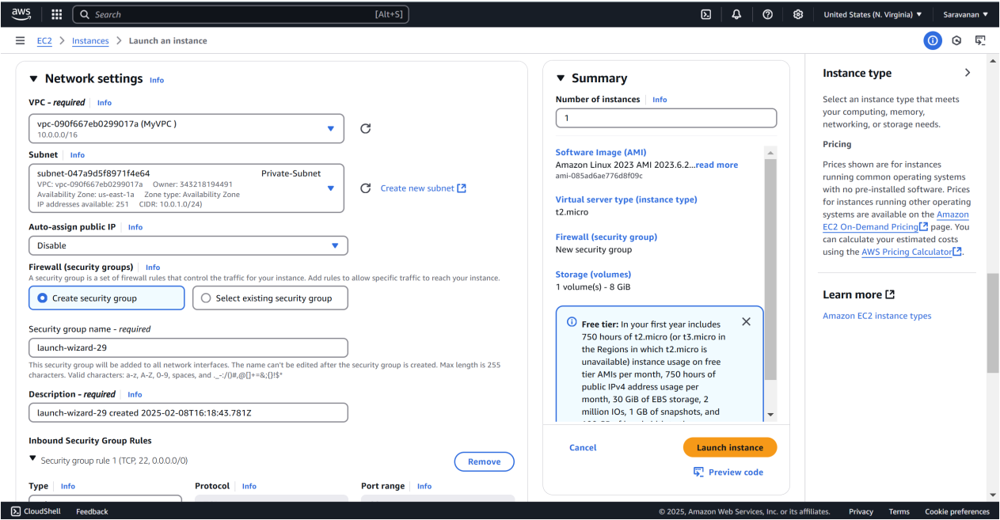 aws
Search [Alt+S]
United States (N. Virginia) ▼
Saravanan ▼
EC2 > Instances > Launch an instance
▼ Network settings Info
VPC - required Info
vpc-090f667eb0299017a (MyVPC )
10.0.0.0/16
Subnet Info
subnet-047a9d5f8971f4e64 Private-Subnet
VPC: vpc-090f667eb0299017a Owner: 343218194491
Availability Zone: us-east-1a Zone type: Availability Zone
IP addresses available: 251 CIDR: 10.0.1.0/24)
Create new subnet
Auto-assign public IP Info
Disable
Firewall (security groups) Info
A security group is a set of firewall rules that control the traffic for your instance. Add rules to allow specific traffic to reach your instance.
Create security group
Select existing security group
Security group name - required
launch-wizard-29
This security group will be added to all network interfaces. The name can't be edited after the security group is created. Max length is 255
characters. Valid characters: a-z, A-Z, 0-9, spaces, and ._-:/()#,@[]+=&;{}!$*
Description - required Info
launch-wizard-29 created 2025-02-08T16:18:43.781Z
Inbound Security Group Rules
▼ Security group rule 1 (TCP, 22, 0.0.0.0/0)
Remove
Type Info
Protocol Info
Port range Info
▼ Summary
Number of instances Info
1
Software Image (AMI)
Amazon Linux 2023 AMI 2023.6.2...read more
ami-085ad6ae776d8f09c
Virtual server type (instance type)
t2.micro
Firewall (security group)
New security group
Storage (volumes)
1 volume(s) - 8 GiB
Free tier: In your first year includes
750 hours of t2.micro (or t3.micro in
the Regions in which t2.micro is
unavailable) instance usage on free
tier AMIs per month, 750 hours of
public IPv4 address usage per
month, 30 GiB of EBS storage, 2
million IOs, 1 GB of snapshots, and
Cancel
Launch instance
Preview code
Instance type
Select an instance type that meets
your computing, memory,
networking, or storage needs.
Pricing
Prices shown are for instances
running common operating systems
with no pre-installed software. Prices
for instances running other operating
systems are available on the Amazon
EC2 On-Demand Pricing page. You
can calculate your estimated costs
using the AWS Pricing Calculator.
Learn more
Amazon EC2 instance types
CloudShell Feedback
© 2025, Amazon Web Services, Inc. or its affiliates. Privacy Terms Cookie preferences